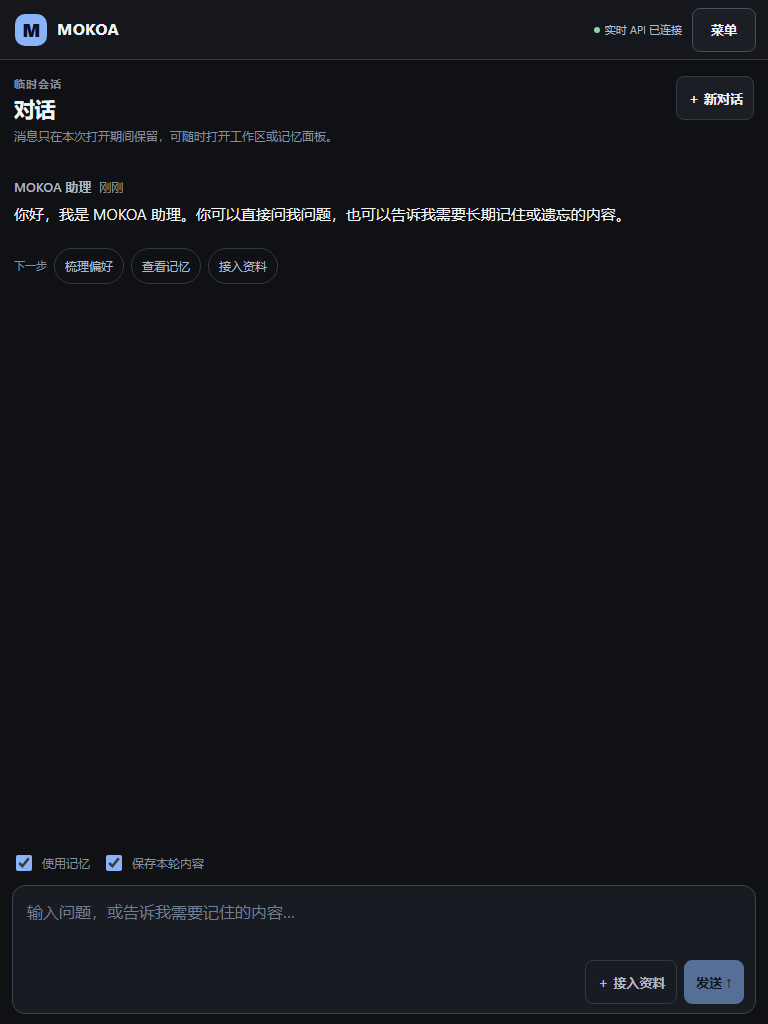 M MOKOA
实时 API 已连接
菜单
临时会话
对话
消息只在本次打开期间保留，可随时打开工作区或记忆面板。
+ 新对话
MOKOA 助理 刚刚
你好，我是 MOKOA 助理。你可以直接问我问题，也可以告诉我需要长期记住或遗忘的内容。
下一步 梳理偏好 查看记忆 接入资料
使用记忆 保存本轮内容
输入问题，或告诉我需要记住的内容...
+ 接入资料 发送 ↑